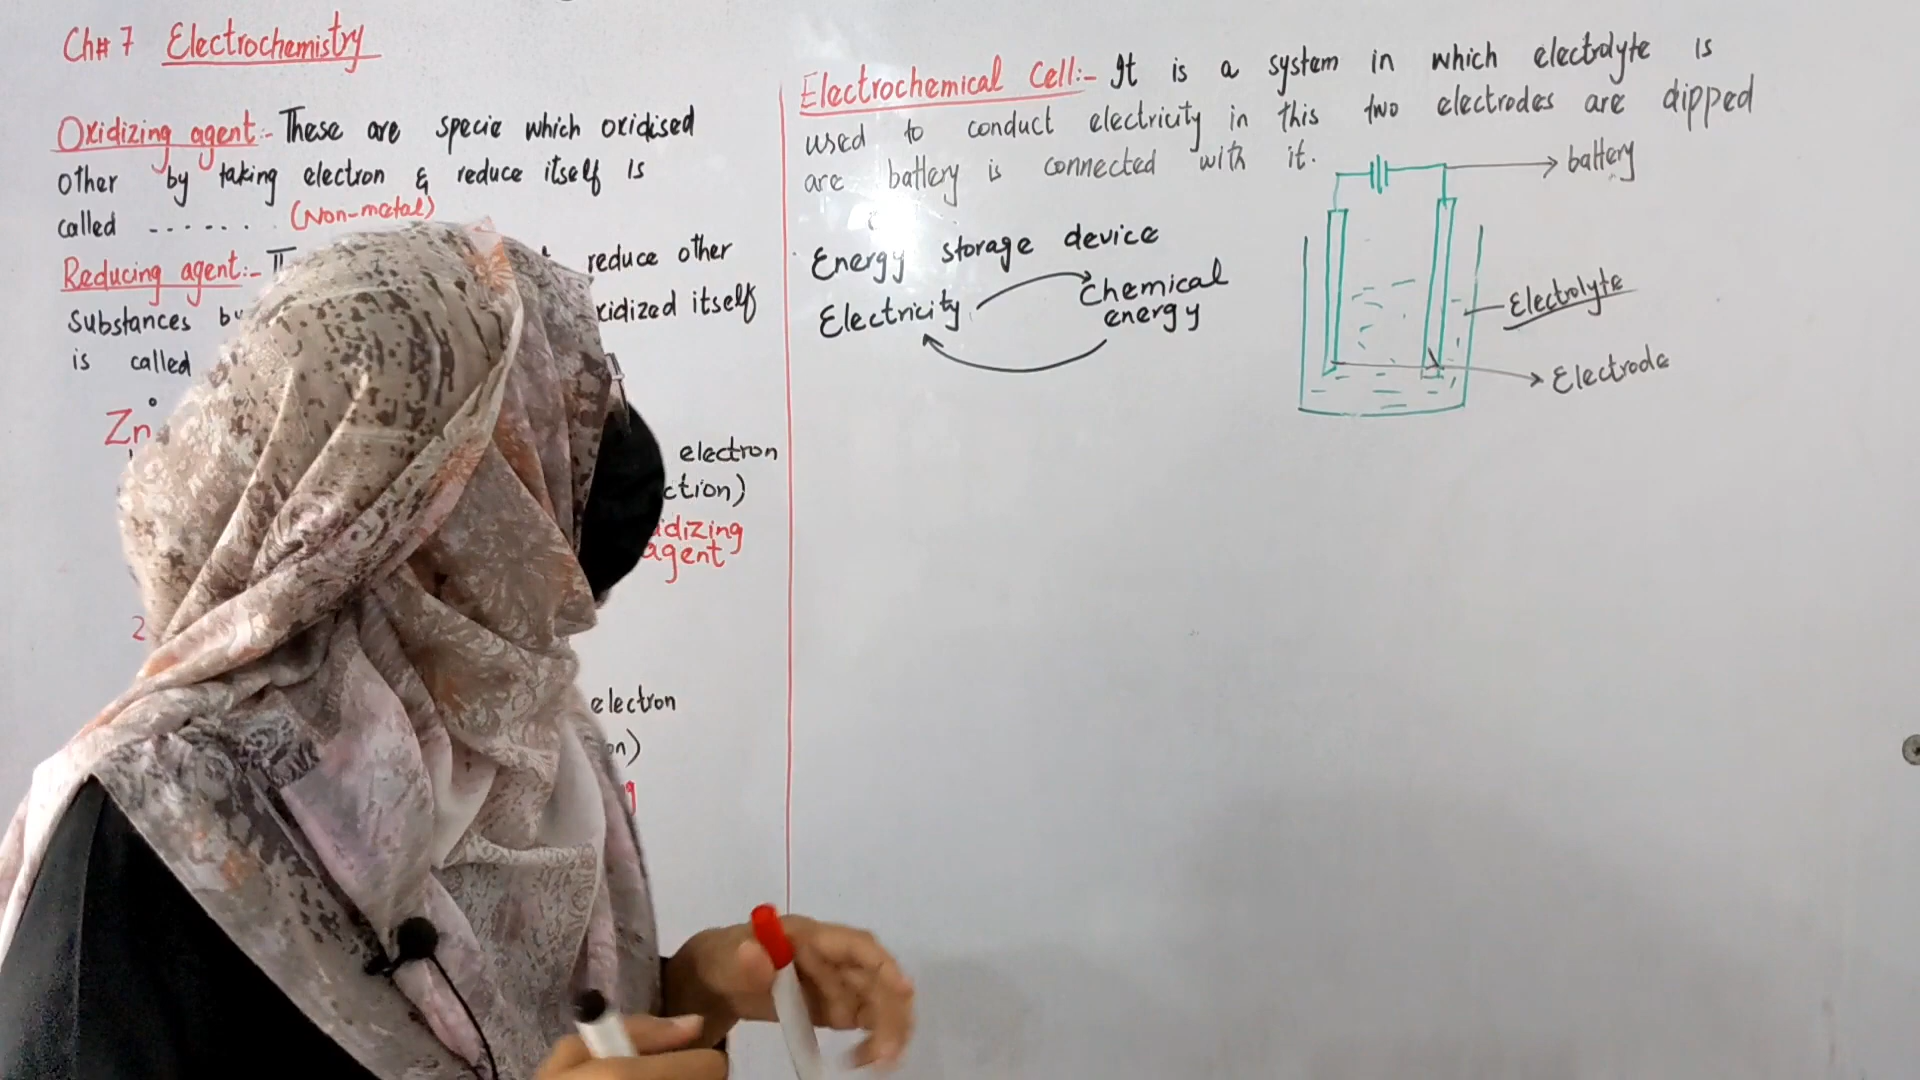 Ch# 7 Electrochemistry
Oxidizing agent:- These are specie which oxidised
other by taking electron & reduce itself is
called ....... (Non-metal)
Reducing agent:- reduce other
Substances itself
is called
Zn°
electron
agent
2
electron
Electrochemical Cell:- It is a system in which electrolyte is
used to conduct electricity in this two electrodes are dipped
are battery is connected with it.
battery
Energy storage device
Electricity Chemical
energy
Electrolyte
Electrode